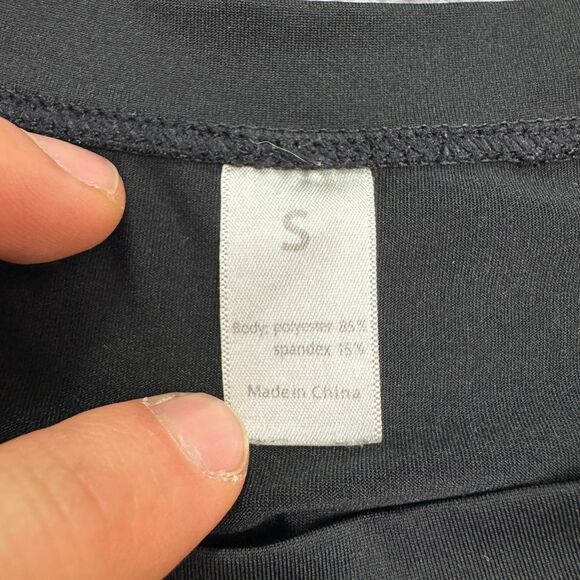 S
Body: polyester 85%
spandex 15%
Made in China